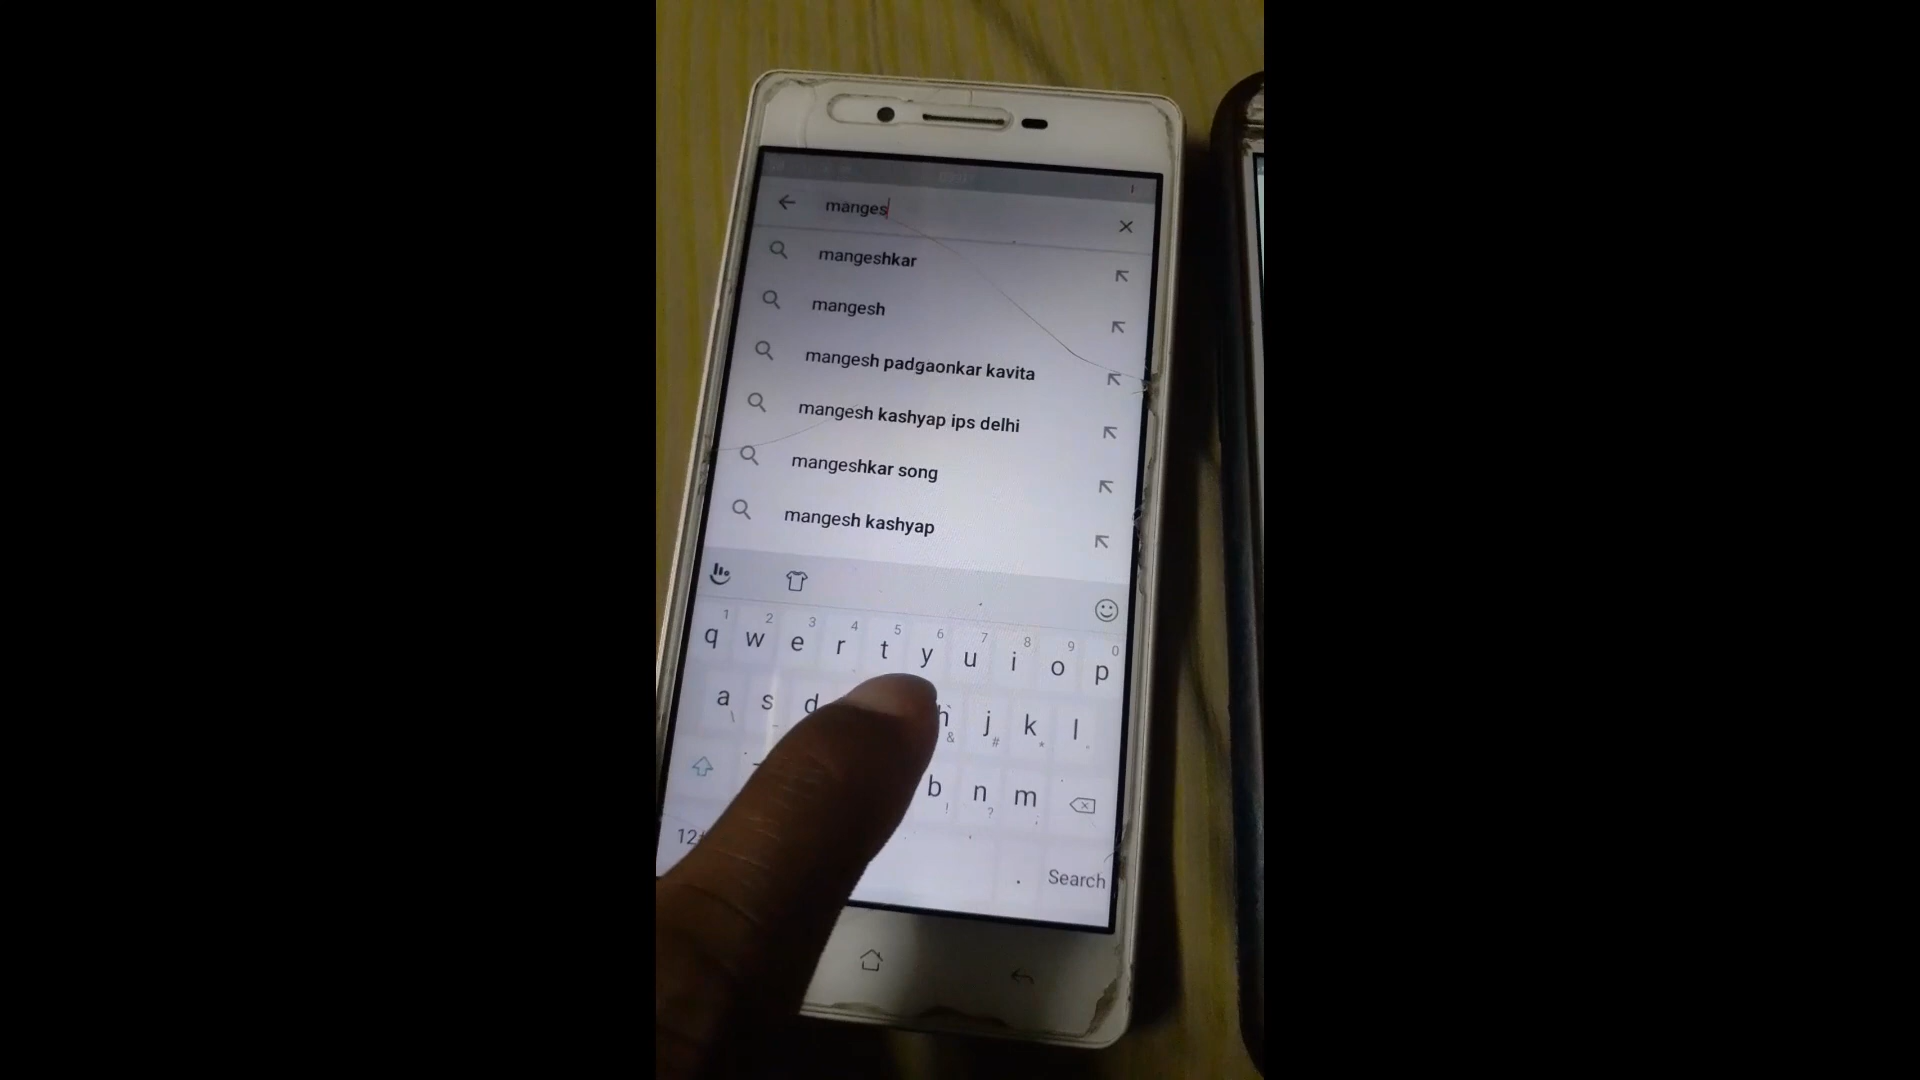 manges
mangeshkar
mangesh
mangesh padgaonkar kavita
mangesh kashyap ips delhi
mangeshkar song
mangesh kashyap
1 2 3 4 5 6 7 8 9 0
q w e r t y u i o p
a s d h j k l
\ & # *
b n m
! ? ;
12
. Search